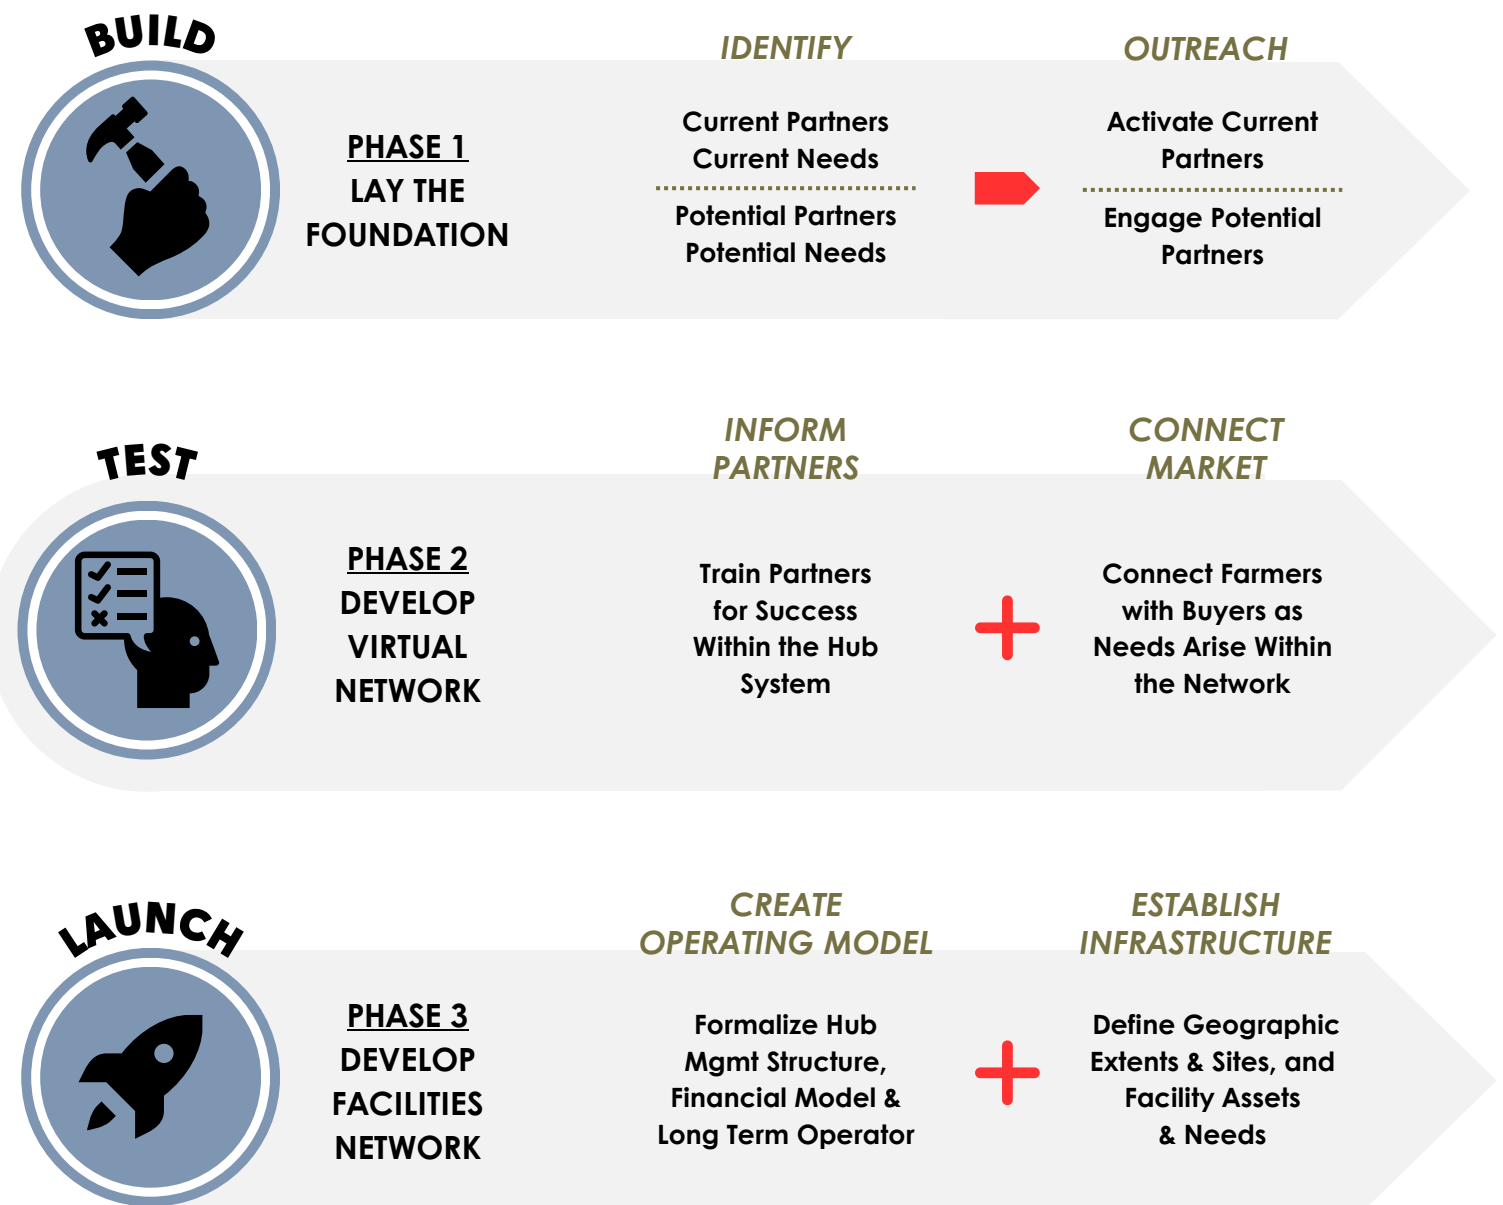 BUILD
PHASE 1
LAY THE
FOUNDATION
IDENTIFY
Current Partners
Current Needs
Potential Partners
Potential Needs
OUTREACH
Activate Current
Partners
Engage Potential
Partners
TEST
PHASE 2
DEVELOP
VIRTUAL
NETWORK
INFORM
PARTNERS
Train Partners
for Success
Within the Hub
System
CONNECT
MARKET
Connect Farmers
with Buyers as
Needs Arise Within
the Network
LAUNCH
PHASE 3
DEVELOP
FACILITIES
NETWORK
CREATE
OPERATING MODEL
Formalize Hub
Mgmt Structure,
Financial Model &
Long Term Operator
ESTABLISH
INFRASTRUCTURE
Define Geographic
Extents & Sites, and
Facility Assets
& Needs